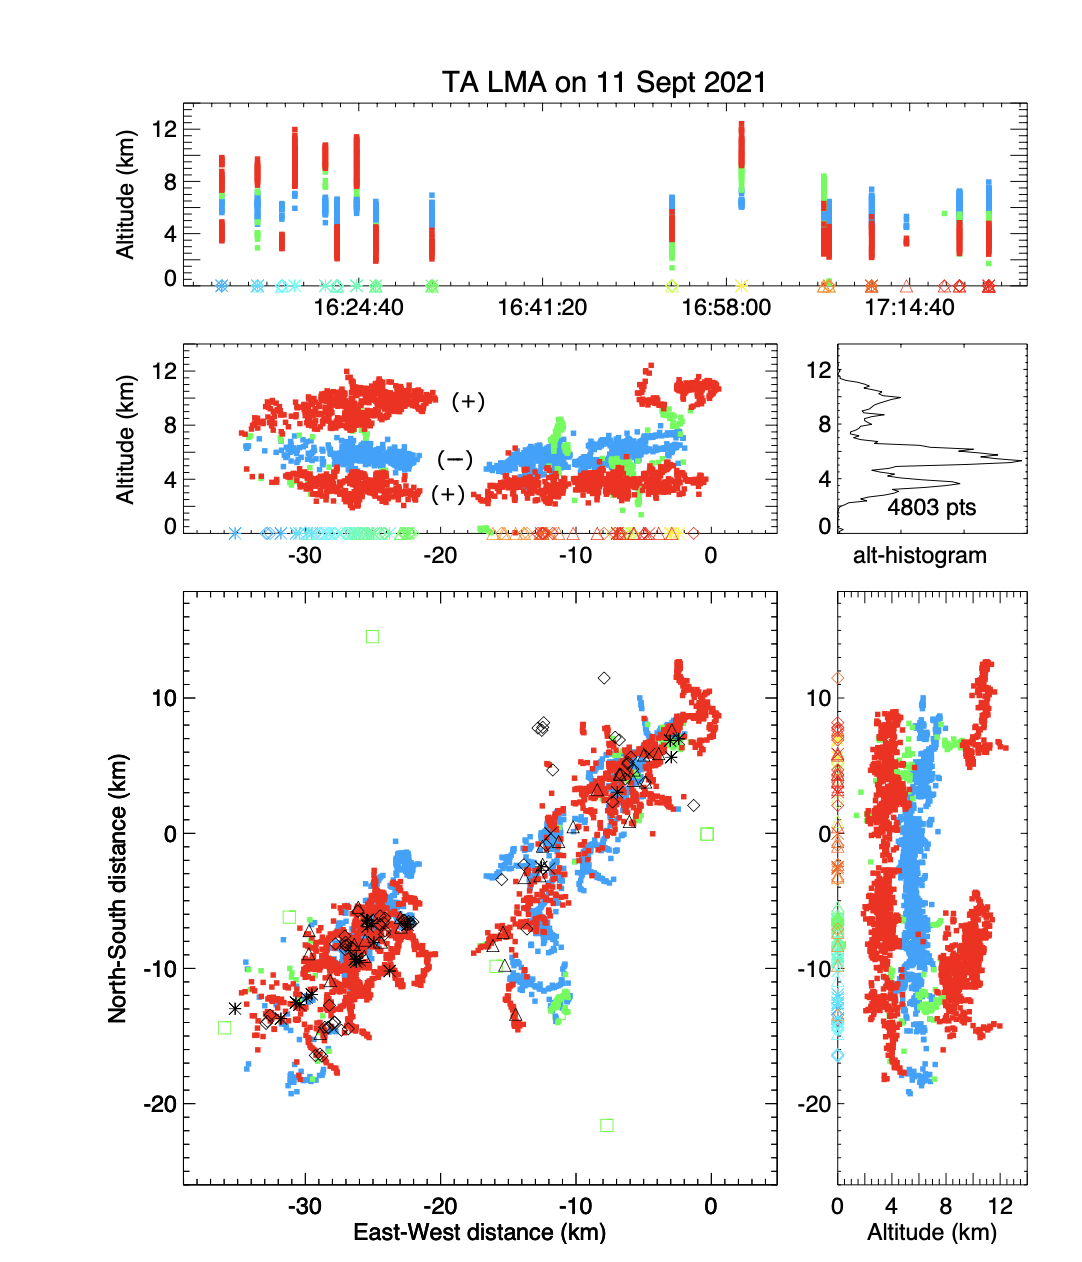 TA LMA on 11 Sept 2021
Altitude (km)
12
8
4
0
16:24:40 16:41:20 16:58:00 17:14:40
Altitude (km)
12
8
4
0
(+)
(−)
(+)
-30 -20 -10 0
12
8
4
0
4803 pts
alt-histogram
North-South distance (km)
10
0
-10
-20
-30 -20 -10 0
East-West distance (km)
10
0
-10
-20
0 4 8 12
Altitude (km)